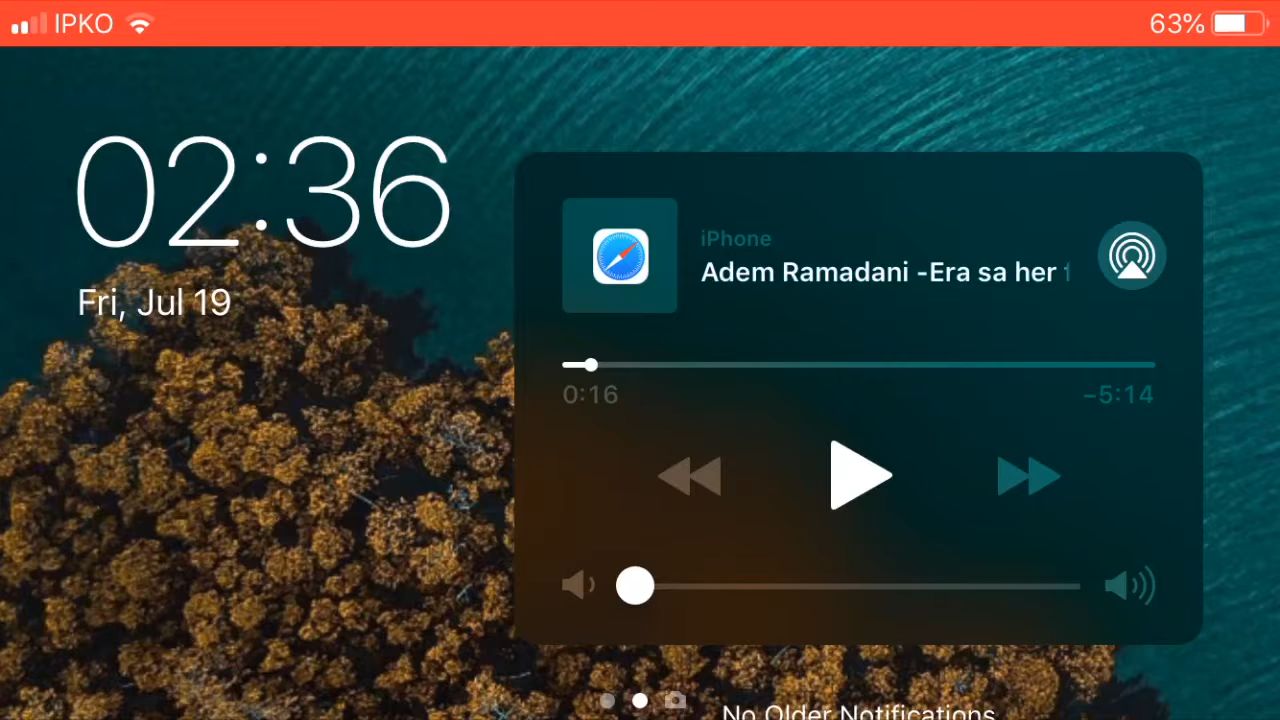 IPKO
63%
02:36
Fri, Jul 19
iPhone
Adem Ramadani -Era sa her
0:16
-5:14
No Older Notifications